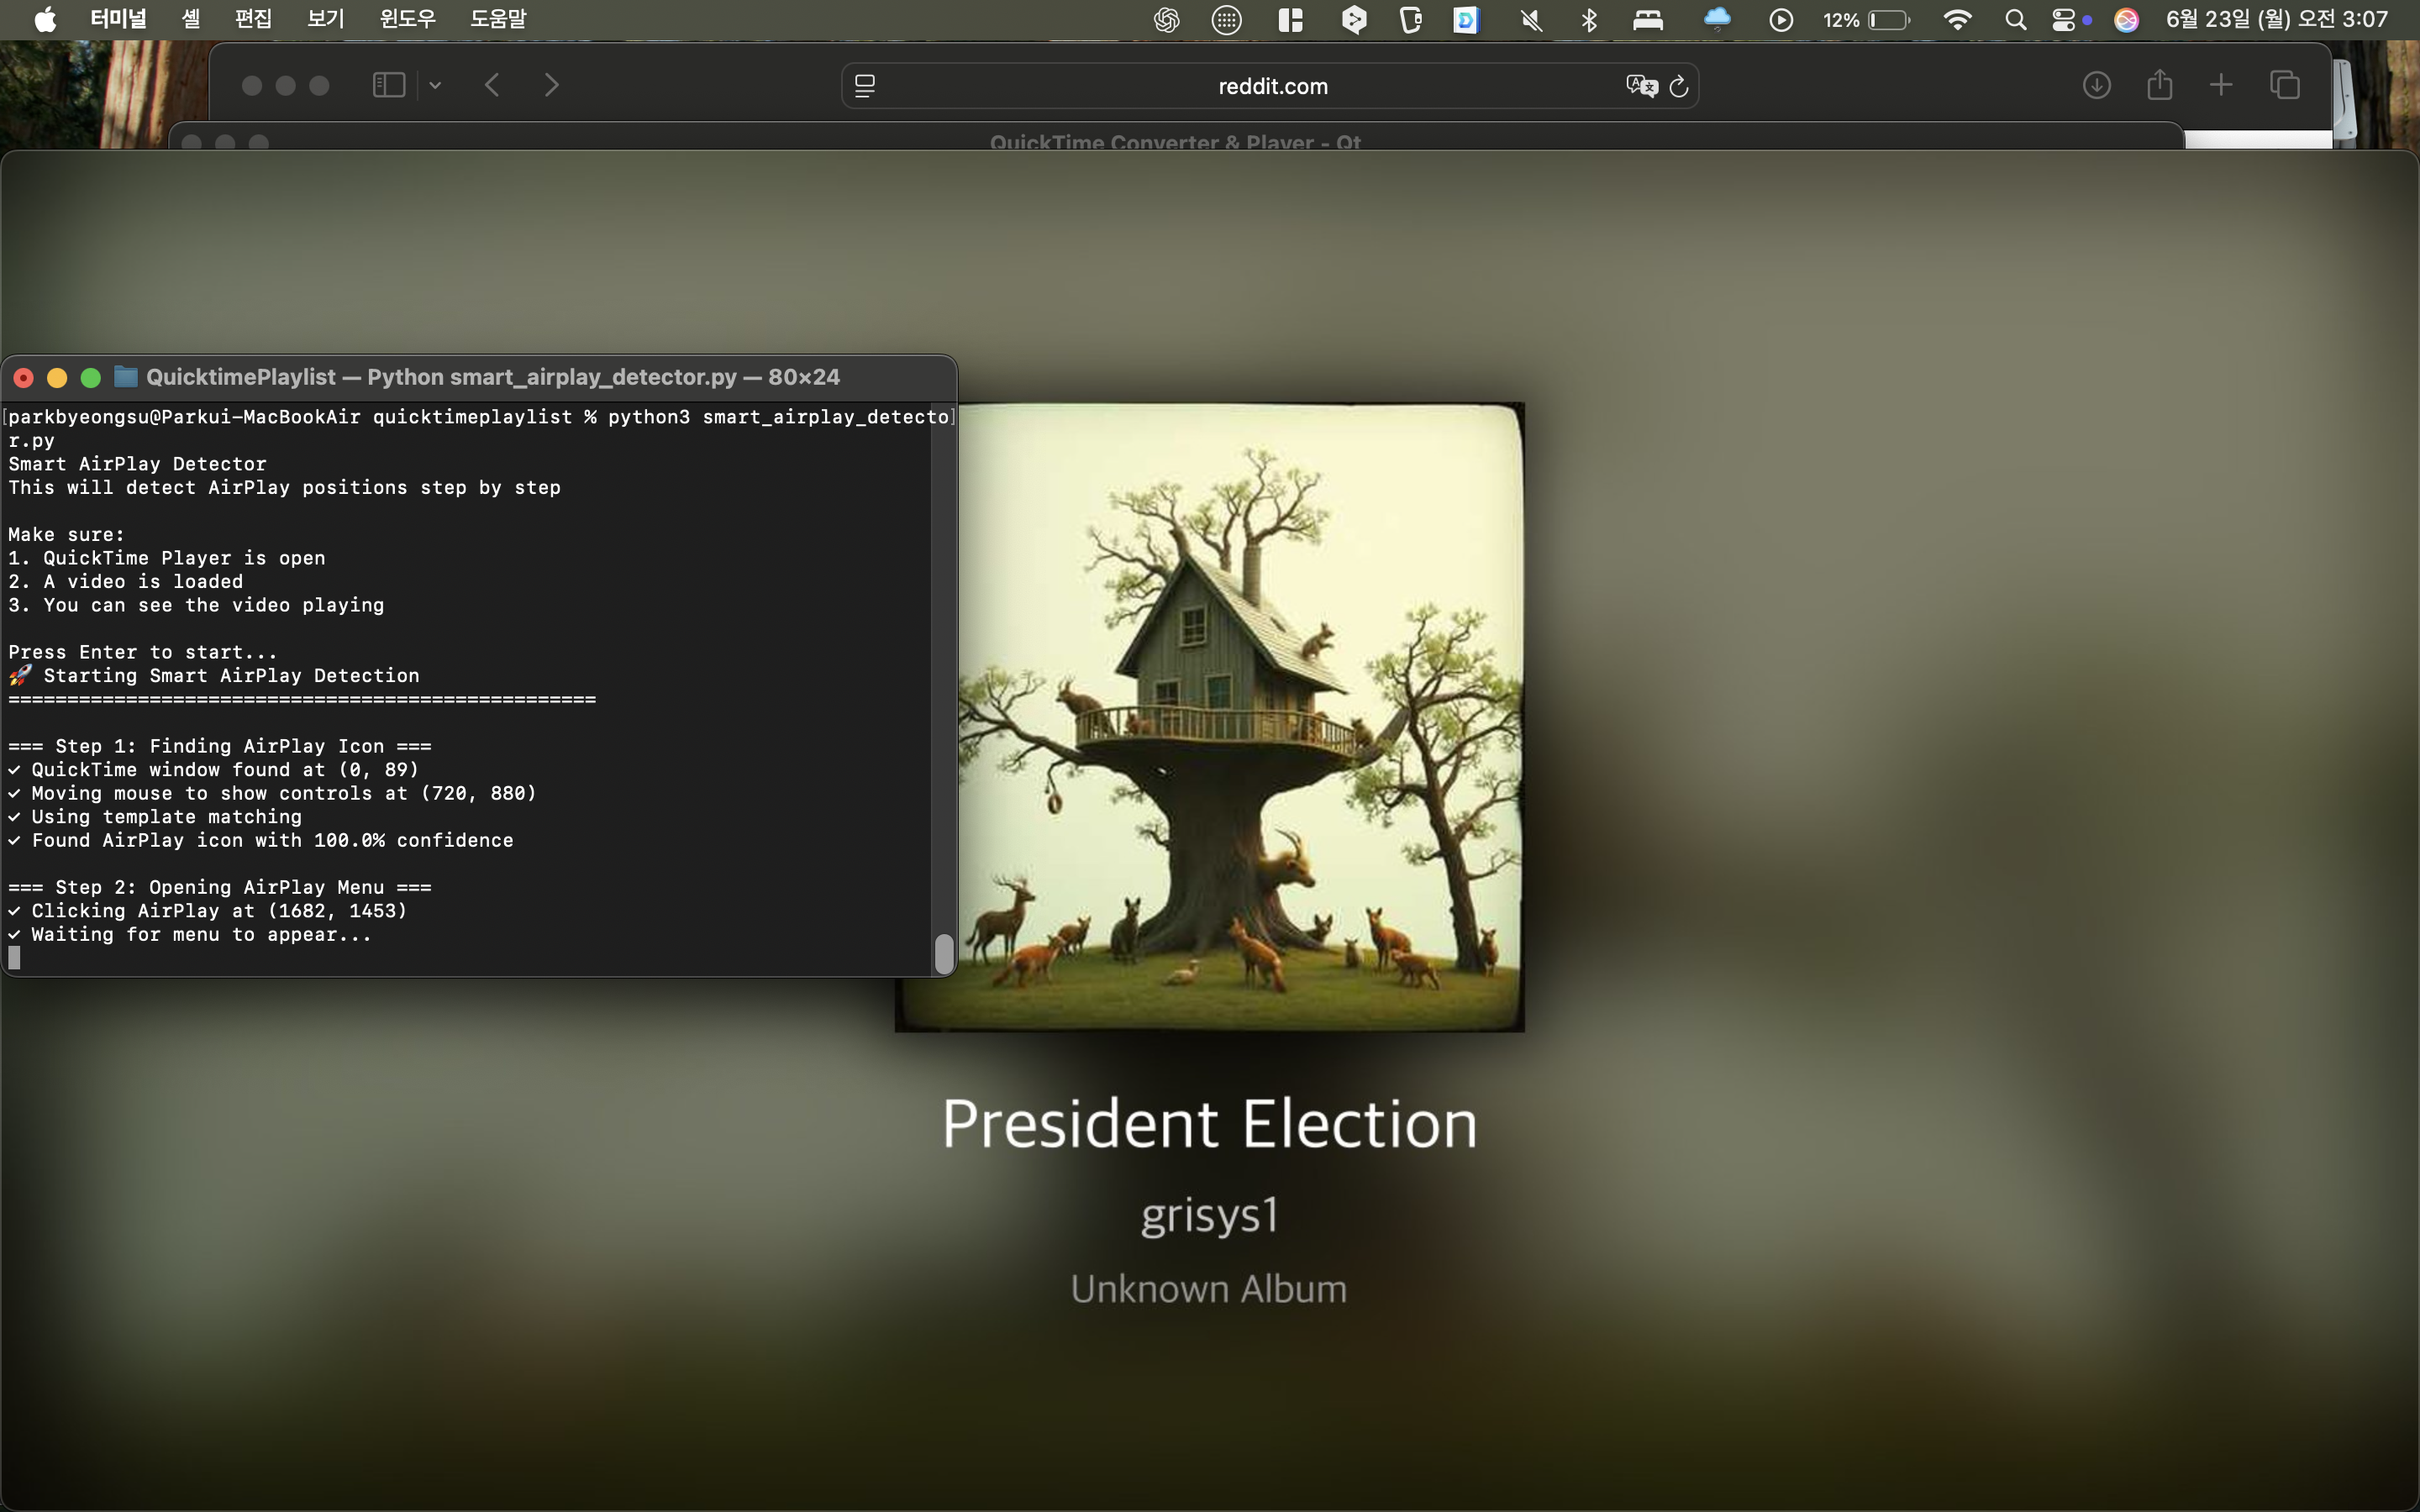 터미널 셸 편집 보기 윈도우 도움말 12% 6월 23일 (월) 오전 3:07
reddit.com
QuickTime Converter & Player - Qt
QuicktimePlaylist — Python smart_airplay_detector.py — 80×24
[parkbyeongsu@Parkui-MacBookAir quicktimeplaylist % python3 smart_airplay_detecto]
r.py
Smart AirPlay Detector
This will detect AirPlay positions step by step
Make sure:
1. QuickTime Player is open
2. A video is loaded
3. You can see the video playing
Press Enter to start...
🚀 Starting Smart AirPlay Detection
==================================================
=== Step 1: Finding AirPlay Icon ===
✓ QuickTime window found at (0, 89)
✓ Moving mouse to show controls at (720, 880)
✓ Using template matching
✓ Found AirPlay icon with 100.0% confidence
=== Step 2: Opening AirPlay Menu ===
✓ Clicking AirPlay at (1682, 1453)
✓ Waiting for menu to appear...
President Election
grisys1
Unknown Album